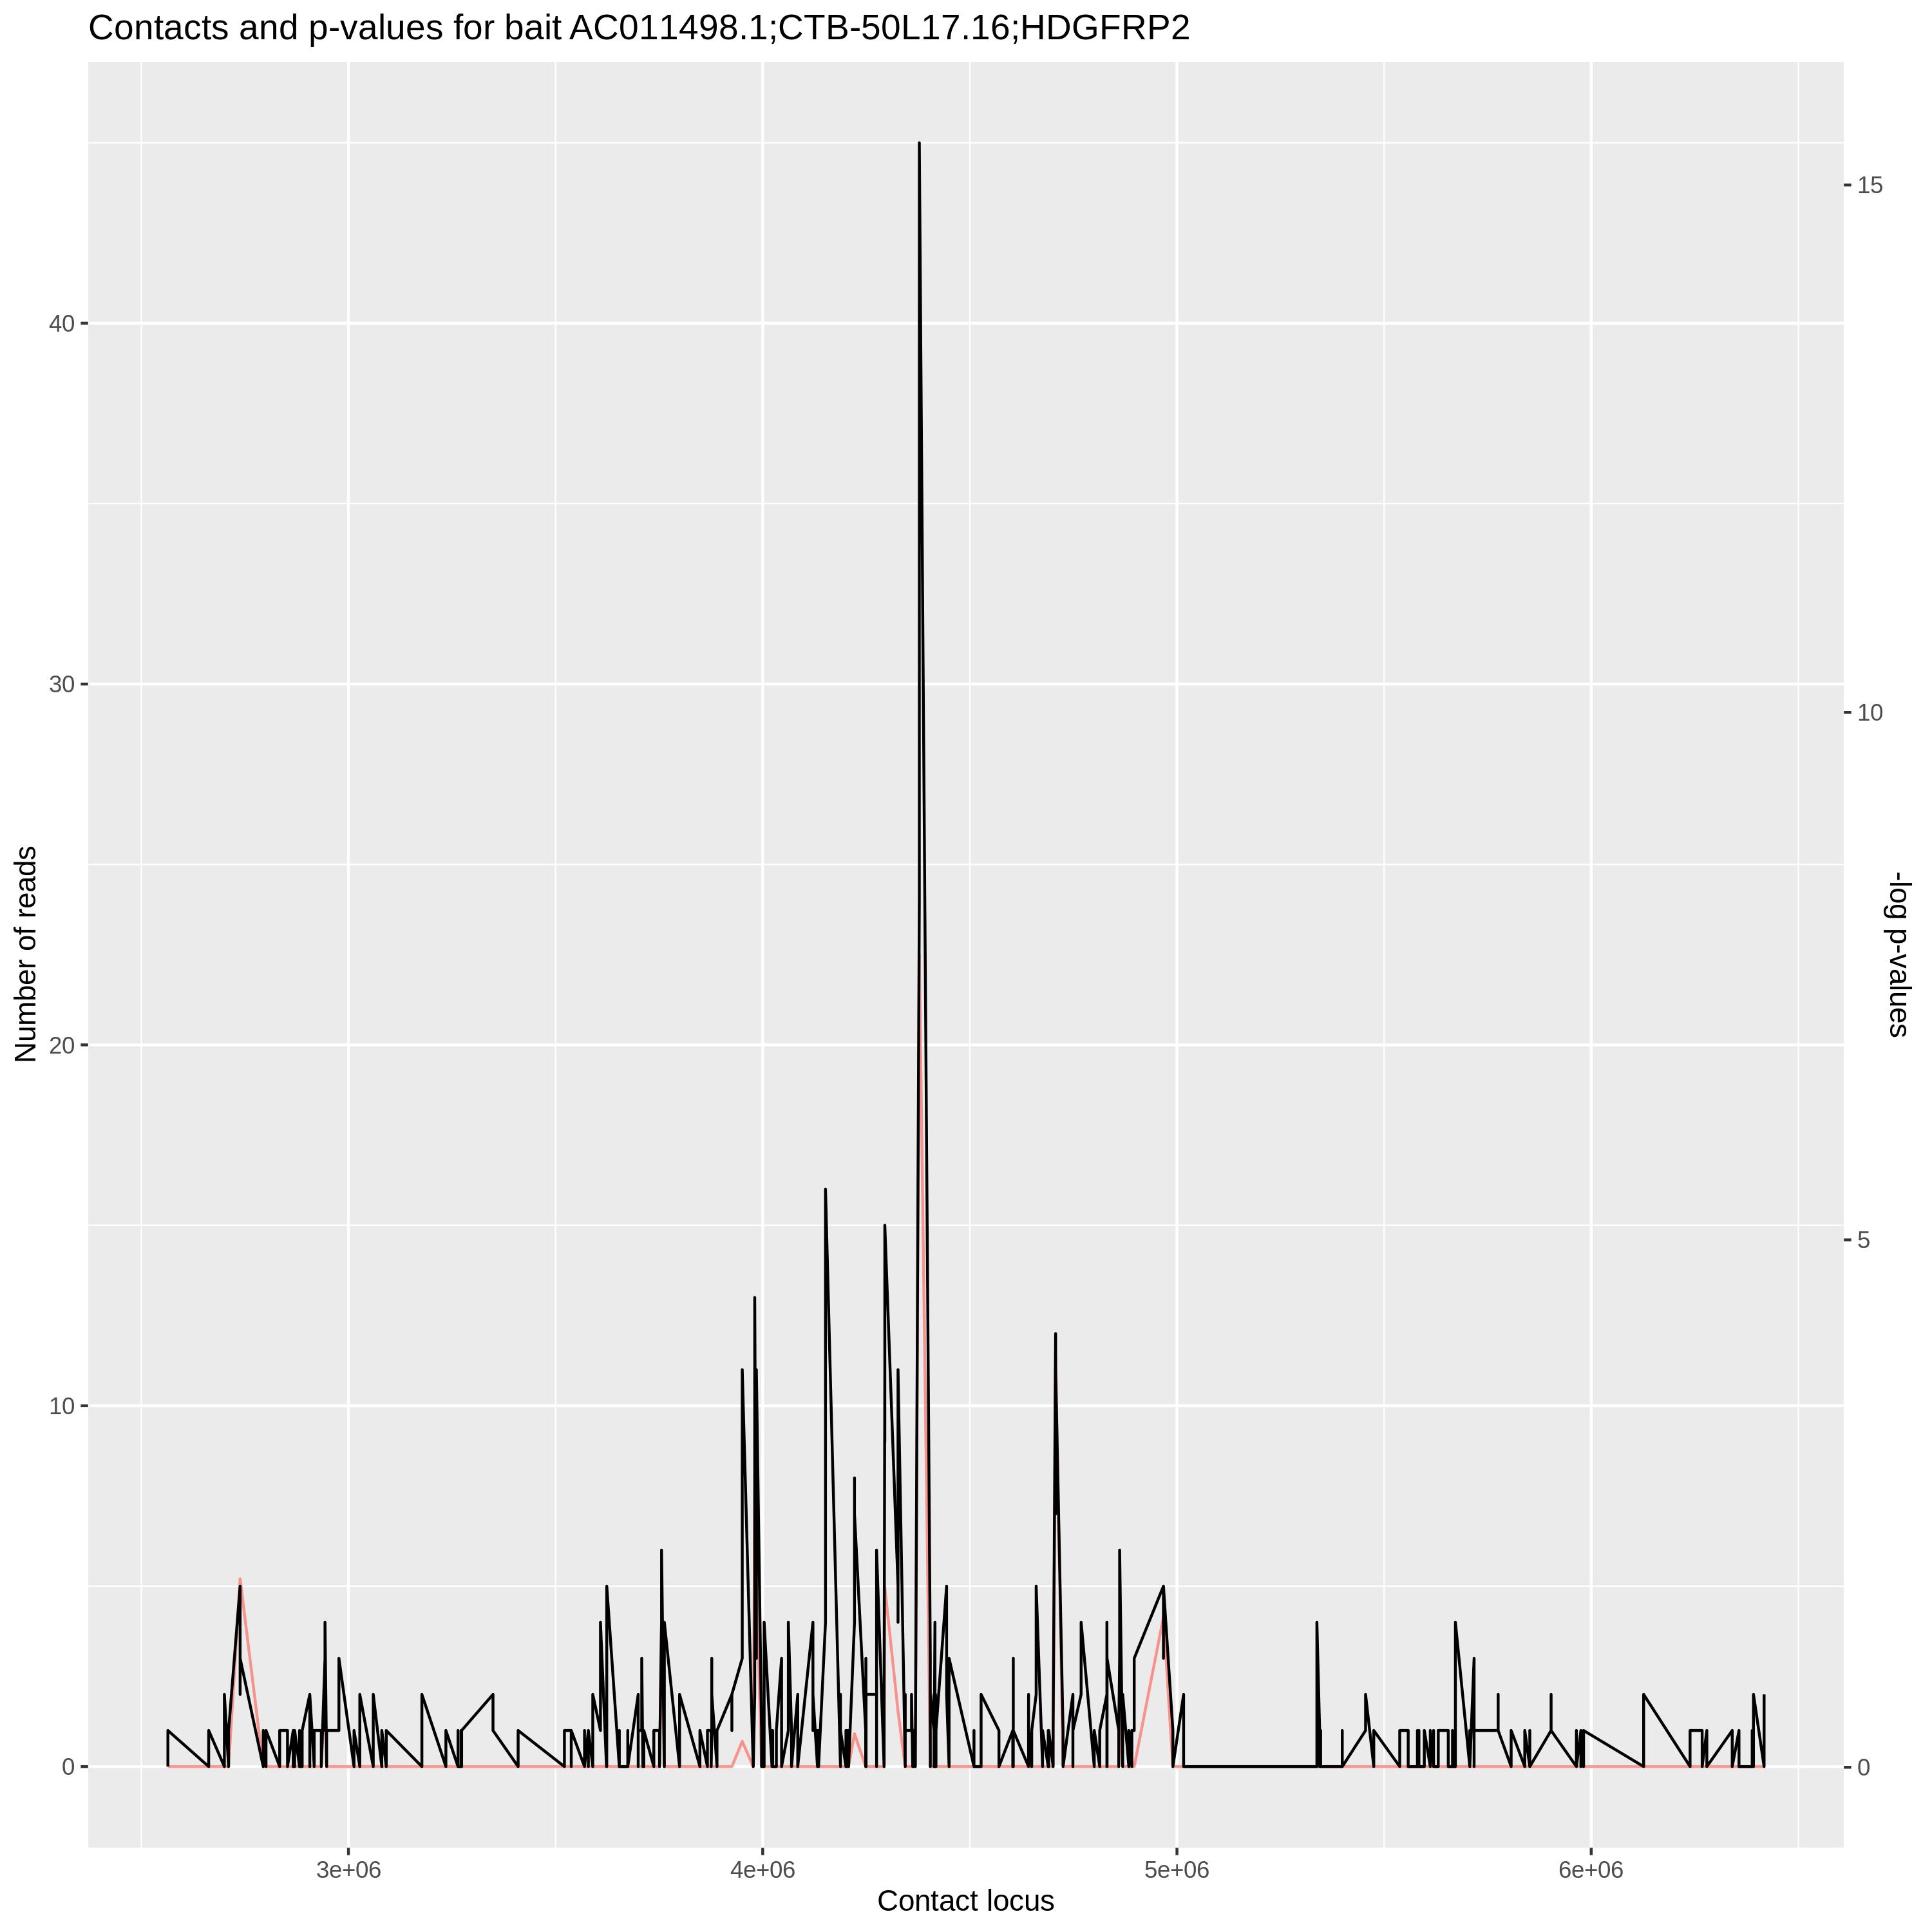 Contacts and p-values for bait AC011498.1;CTB-50L17.16;HDGFRP2
40
30
20
10
0
Number of reads
15
10
5
0
-log p-values
3e+06 4e+06 5e+06 6e+06
Contact locus